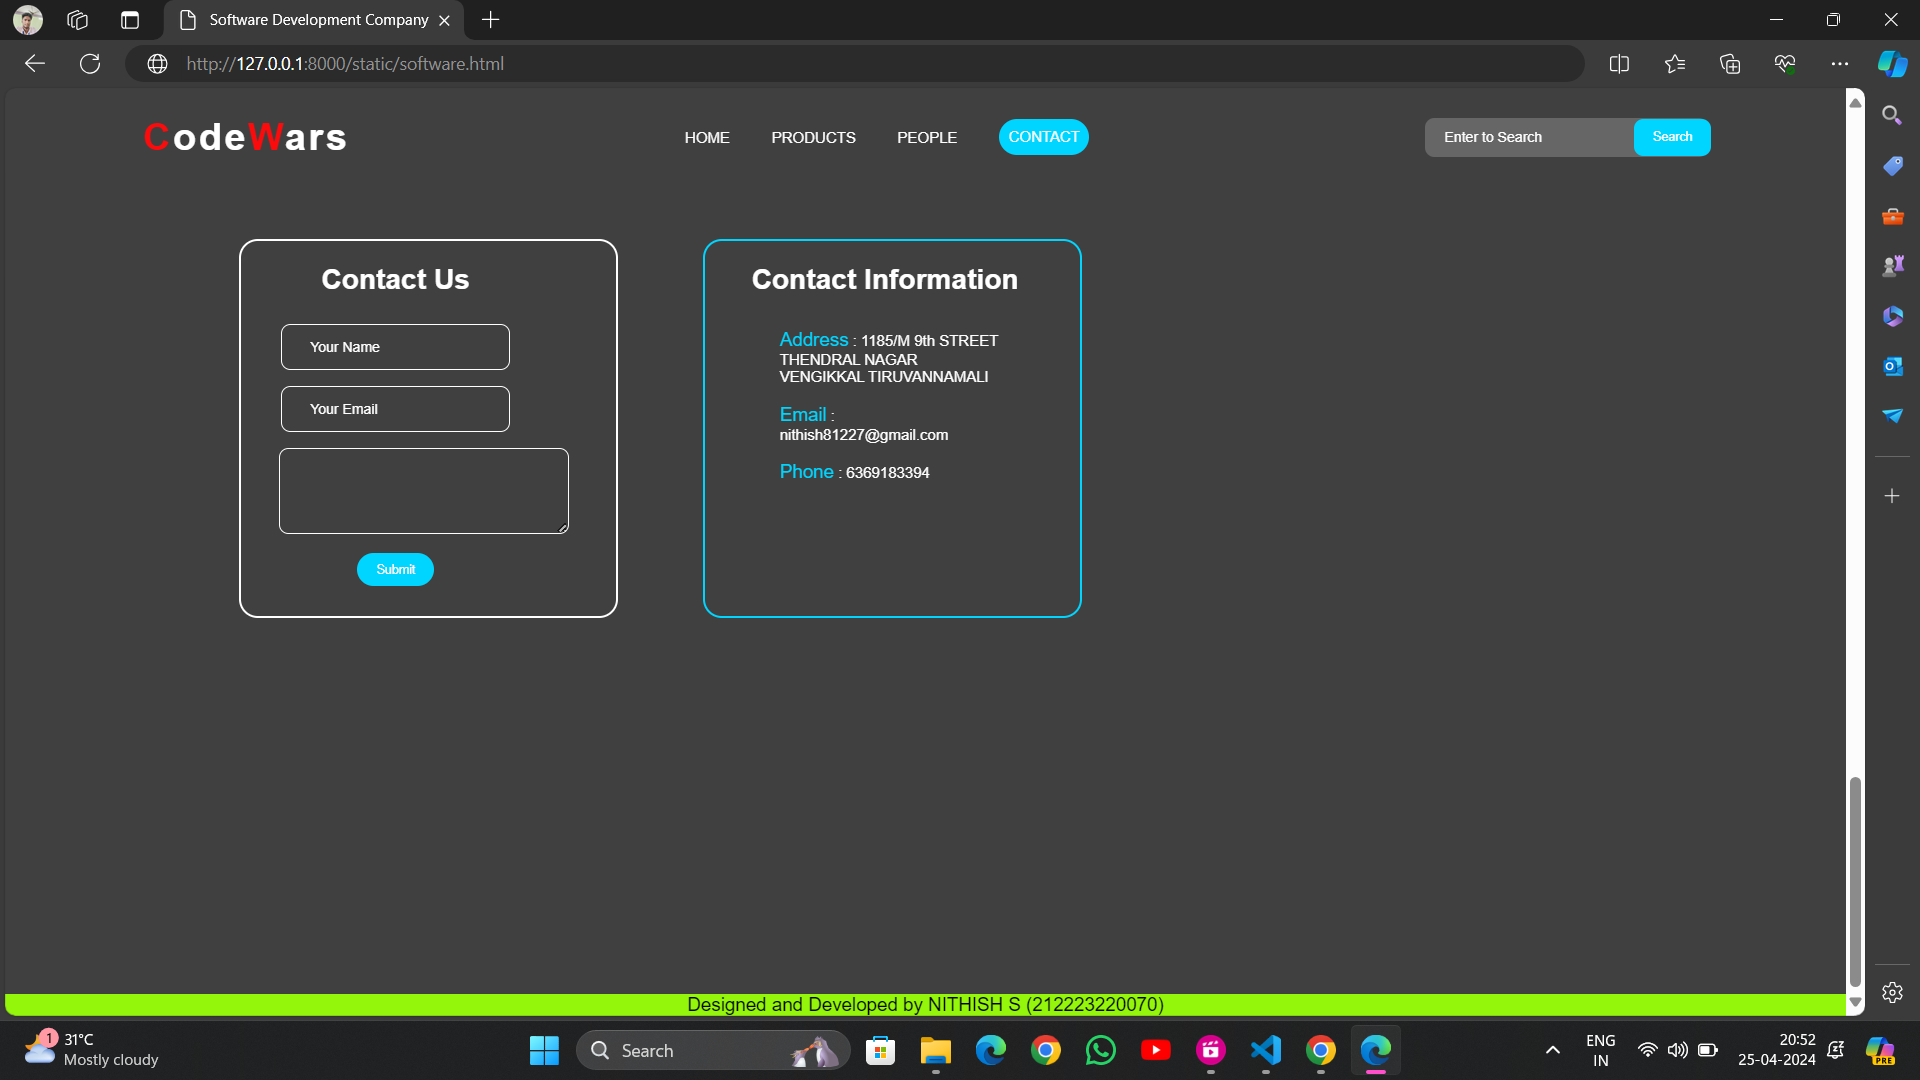 Software Development Company
http://127.0.0.1:8000/static/software.html
CodeWars
HOME
PRODUCTS
PEOPLE
CONTACT
Enter to Search
Search
Contact Us
Your Name
Your Email
Submit
Contact Information
Address : 1185/M 9th STREET
THENDRAL NAGAR
VENGIKKAL TIRUVANNAMALI
Email :
nithish81227@gmail.com
Phone : 6369183394
Designed and Developed by NITHISH S (212223220070)
1
31°C
Mostly cloudy
Search
ENG
IN
20:52
25-04-2024
PRE